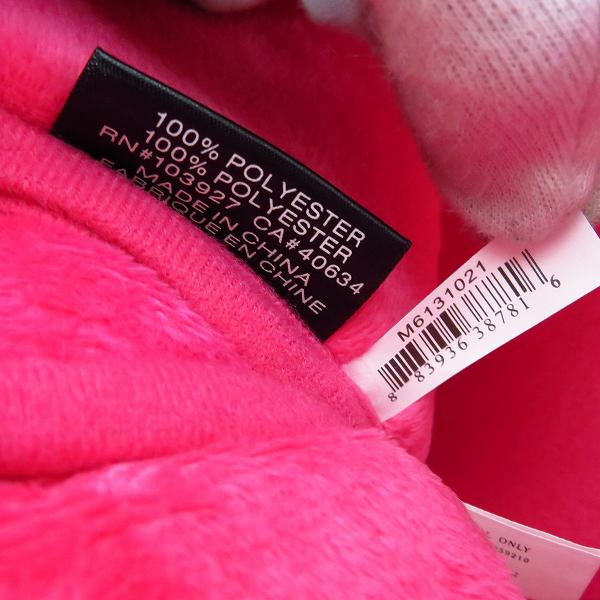 100% POLYESTER
100% POLYESTER
RN#103927 CA#40634
MADE IN CHINA
FABRIQUE EN CHINE
M6131021
8 83936 38781 6
ONLY